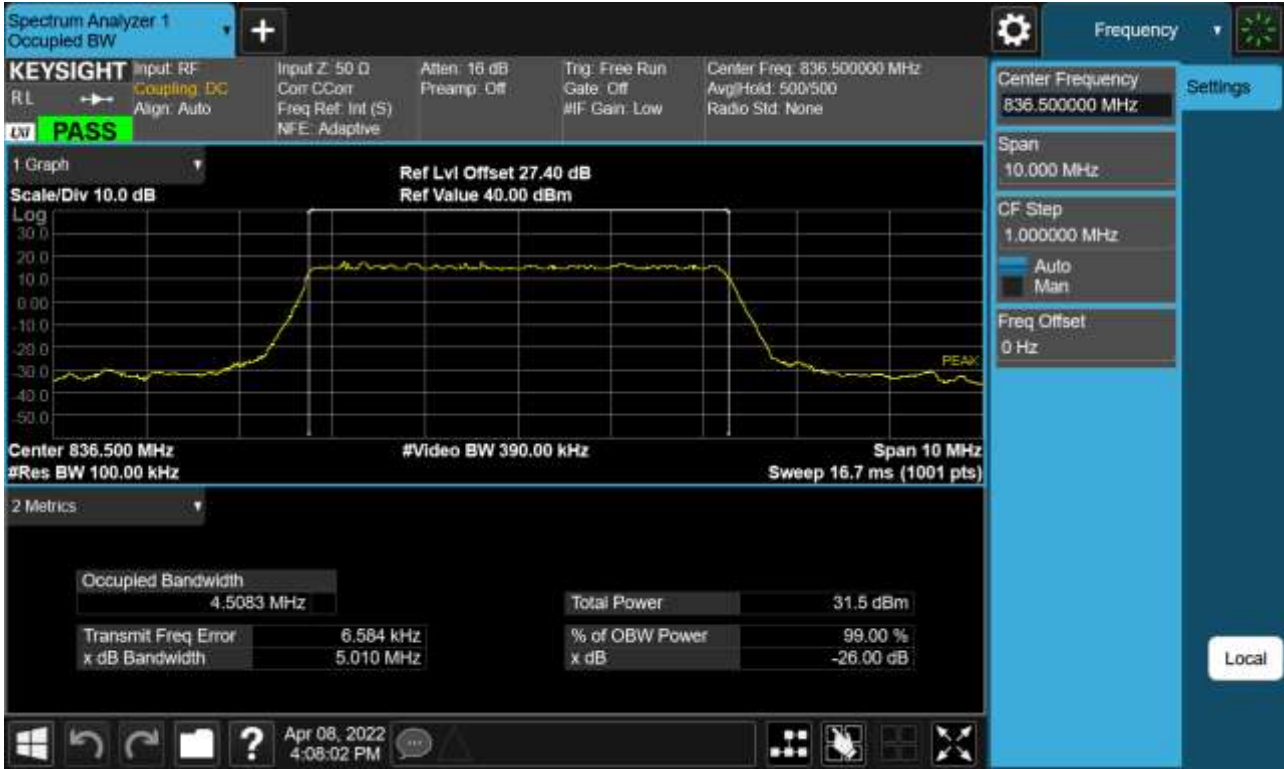 Spectrum Analyzer 1
Occupied BW
Frequency
KEYSIGHT
RL
Input: RF
Coupling: DC
Align: Auto
Input Z: 50 Ω
Corr CCorr
Freq Ref: Int (S)
NFE: Adaptive
Atten: 16 dB
Preamp: Off
Trig: Free Run
Gate: Off
#IF Gain: Low
Center Freq: 836.500000 MHz
Avg|Hold: 500/500
Radio Std: None
LXI
PASS
1 Graph
Scale/Div 10.0 dB
Ref Lvl Offset 27.40 dB
Ref Value 40.00 dBm
Log
30.0
20.0
10.0
0.00
-10.0
-20.0
-30.0
-40.0
-50.0
PEAK
Center 836.500 MHz
#Video BW 390.00 kHz
Span 10 MHz
#Res BW 100.00 kHz
Sweep 16.7 ms (1001 pts)
2 Metrics
Occupied Bandwidth
4.5083 MHz
Transmit Freq Error 6.584 kHz
x dB Bandwidth 5.010 MHz
Total Power 31.5 dBm
% of OBW Power 99.00 %
x dB -26.00 dB
Center Frequency
836.500000 MHz
Settings
Span
10.000 MHz
CF Step
1.000000 MHz
Auto
Man
Freq Offset
0 Hz
Local
?
Apr 08, 2022
4:08:02 PM